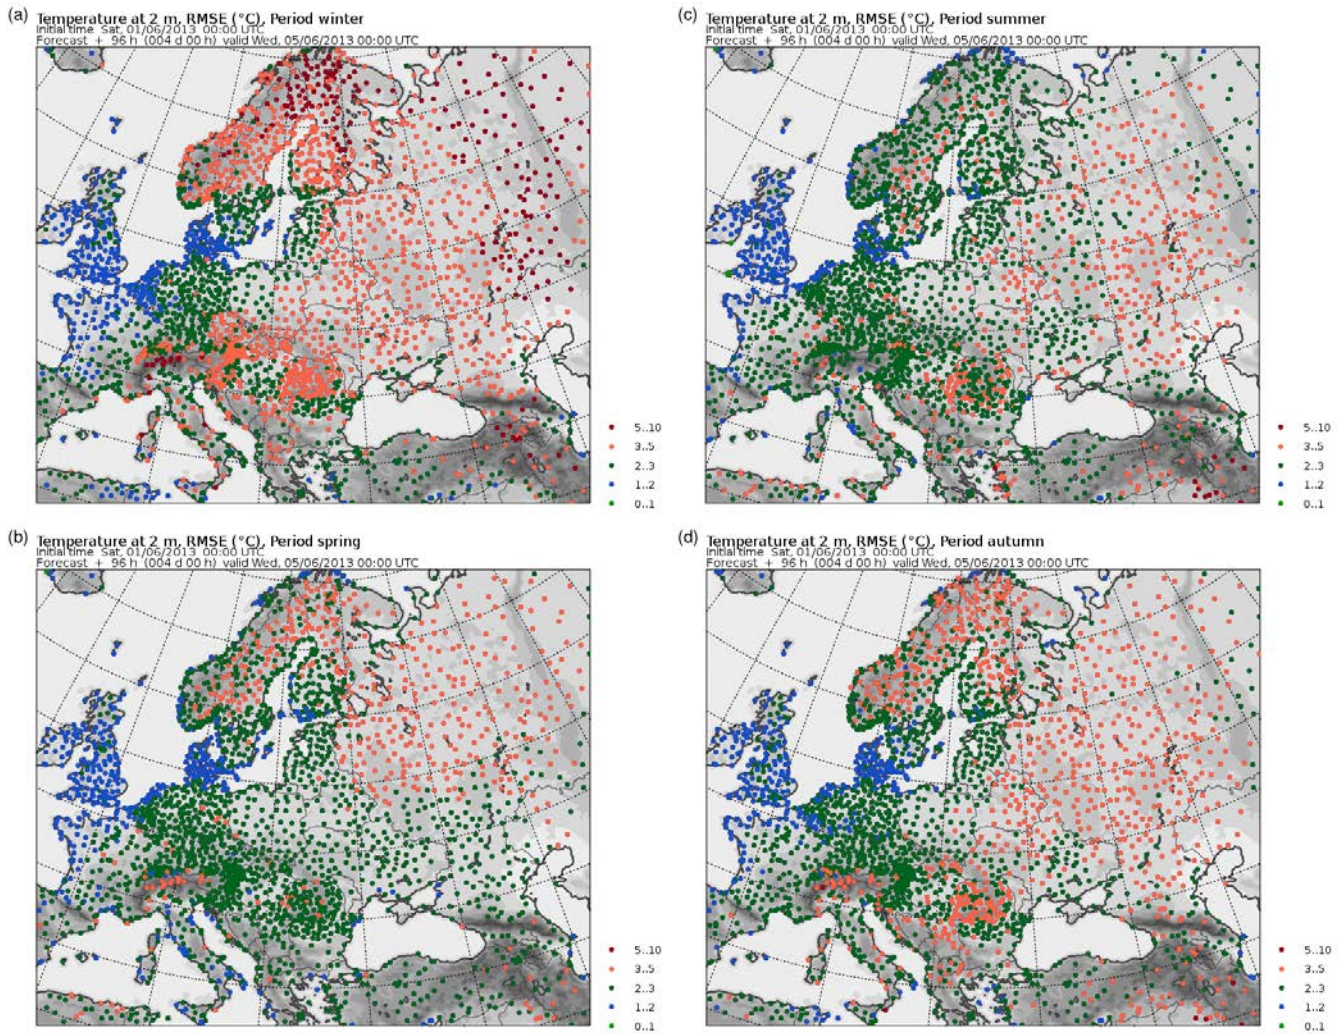 (a)
Temperature at 2 m, RMSE (°C), Period winter
Initial time Sat, 01/06/2013 00:00 UTC
Forecast + 96 h (004 d 00 h) valid Wed, 05/06/2013 00:00 UTC
5..10
3..5
2..3
1..2
0..1
(b)
Temperature at 2 m, RMSE (°C), Period spring
Initial time Sat, 01/06/2013 00:00 UTC
Forecast + 96 h (004 d 00 h) valid Wed, 05/06/2013 00:00 UTC
5..10
3..5
2..3
1..2
0..1
(c)
Temperature at 2 m, RMSE (°C), Period summer
Initial time Sat, 01/06/2013 00:00 UTC
Forecast + 96 h (004 d 00 h) valid Wed, 05/06/2013 00:00 UTC
5..10
3..5
2..3
1..2
0..1
(d)
Temperature at 2 m, RMSE (°C), Period autumn
Initial time Sat, 01/06/2013 00:00 UTC
Forecast + 96 h (004 d 00 h) valid Wed, 05/06/2013 00:00 UTC
5..10
3..5
2..3
1..2
0..1